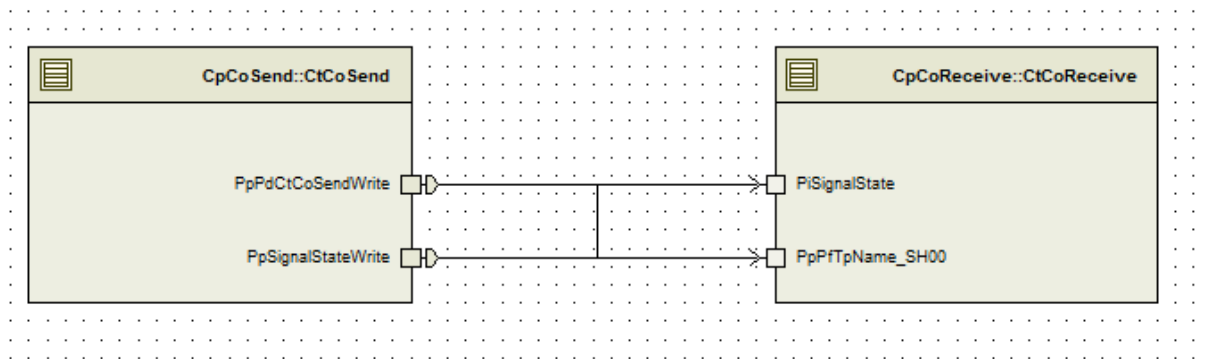 CpCoSend::CtCoSend
CpCoReceive::CtCoReceive
PpPdCtCoSendWrite
PiSignalState
PpSignalStateWrite
PpPfTpName_SH00